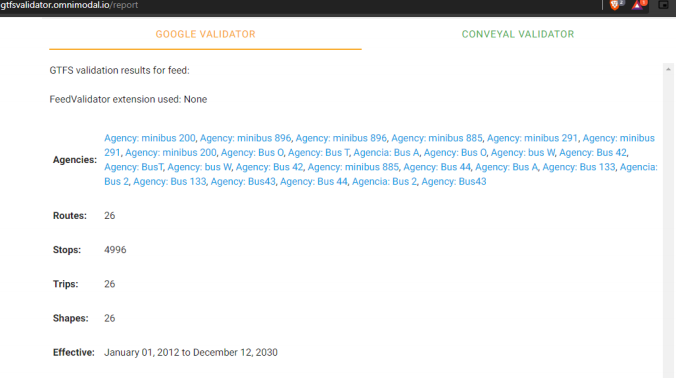 gtfsvalidator.omnimodal.io/report
GOOGLE VALIDATOR
CONVEYAL VALIDATOR
GTFS validation results for feed:
FeedValidator extension used: None
Agencies:
Agency: minibus 200, Agency: minibus 896, Agency: minibus 896, Agency: minibus 885, Agency: minibus 291, Agency: minibus
291, Agency: minibus 200, Agency: Bus O, Agency: Bus T, Agencia: Bus A, Agency: Bus O, Agency: bus W, Agency: Bus 42,
Agency: BusT, Agency: bus W, Agency: Bus 42, Agency: minibus 885, Agency: Bus 44, Agency: Bus A, Agency: Bus 133, Agencia:
Bus 2, Agency: Bus 133, Agency: Bus43, Agency: Bus 44, Agencia: Bus 2, Agency: Bus43
Routes: 26
Stops: 4996
Trips: 26
Shapes: 26
Effective: January 01, 2012 to December 12, 2030